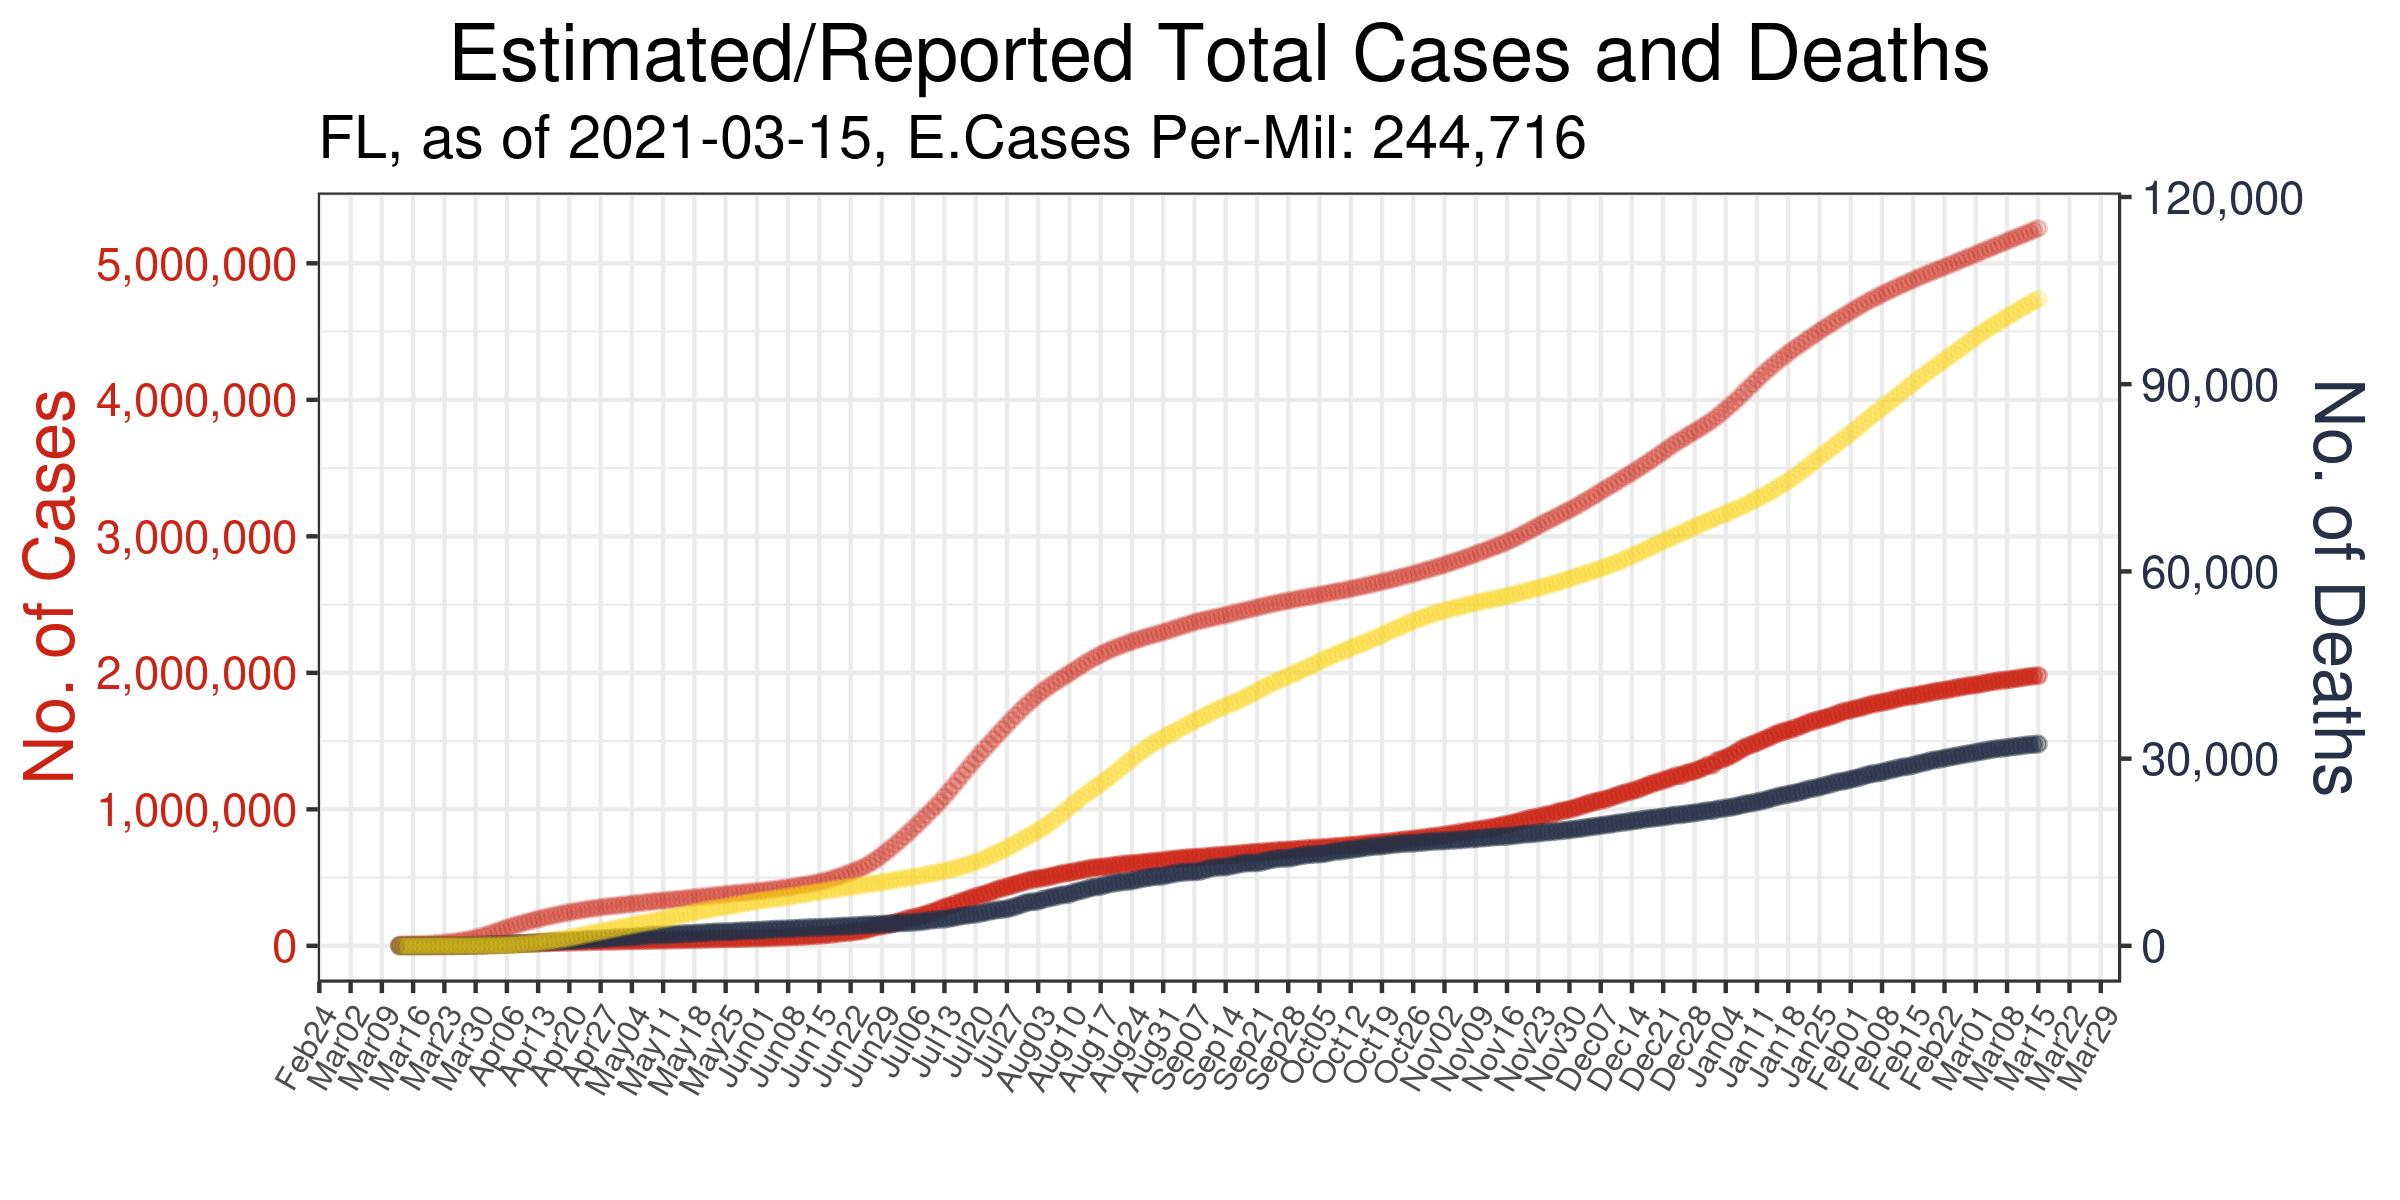 Estimated/Reported Total Cases and Deaths
FL, as of 2021-03-15, E.Cases Per-Mil: 244,716
No. of Cases
5,000,000
4,000,000
3,000,000
2,000,000
1,000,000
0
120,000
90,000
60,000
30,000
0
No. of Deaths
Feb24
Mar02
Mar09
Mar16
Mar23
Mar30
Apr06
Apr13
Apr20
Apr27
May04
May11
May18
May25
Jun01
Jun08
Jun15
Jun22
Jun29
Jul06
Jul13
Jul20
Jul27
Aug03
Aug10
Aug17
Aug24
Aug31
Sep07
Sep14
Sep21
Sep28
Oct05
Oct12
Oct19
Oct26
Nov02
Nov09
Nov16
Nov23
Nov30
Dec07
Dec14
Dec21
Dec28
Jan04
Jan11
Jan18
Jan25
Feb01
Feb08
Feb15
Feb22
Mar01
Mar08
Mar15
Mar22
Mar29